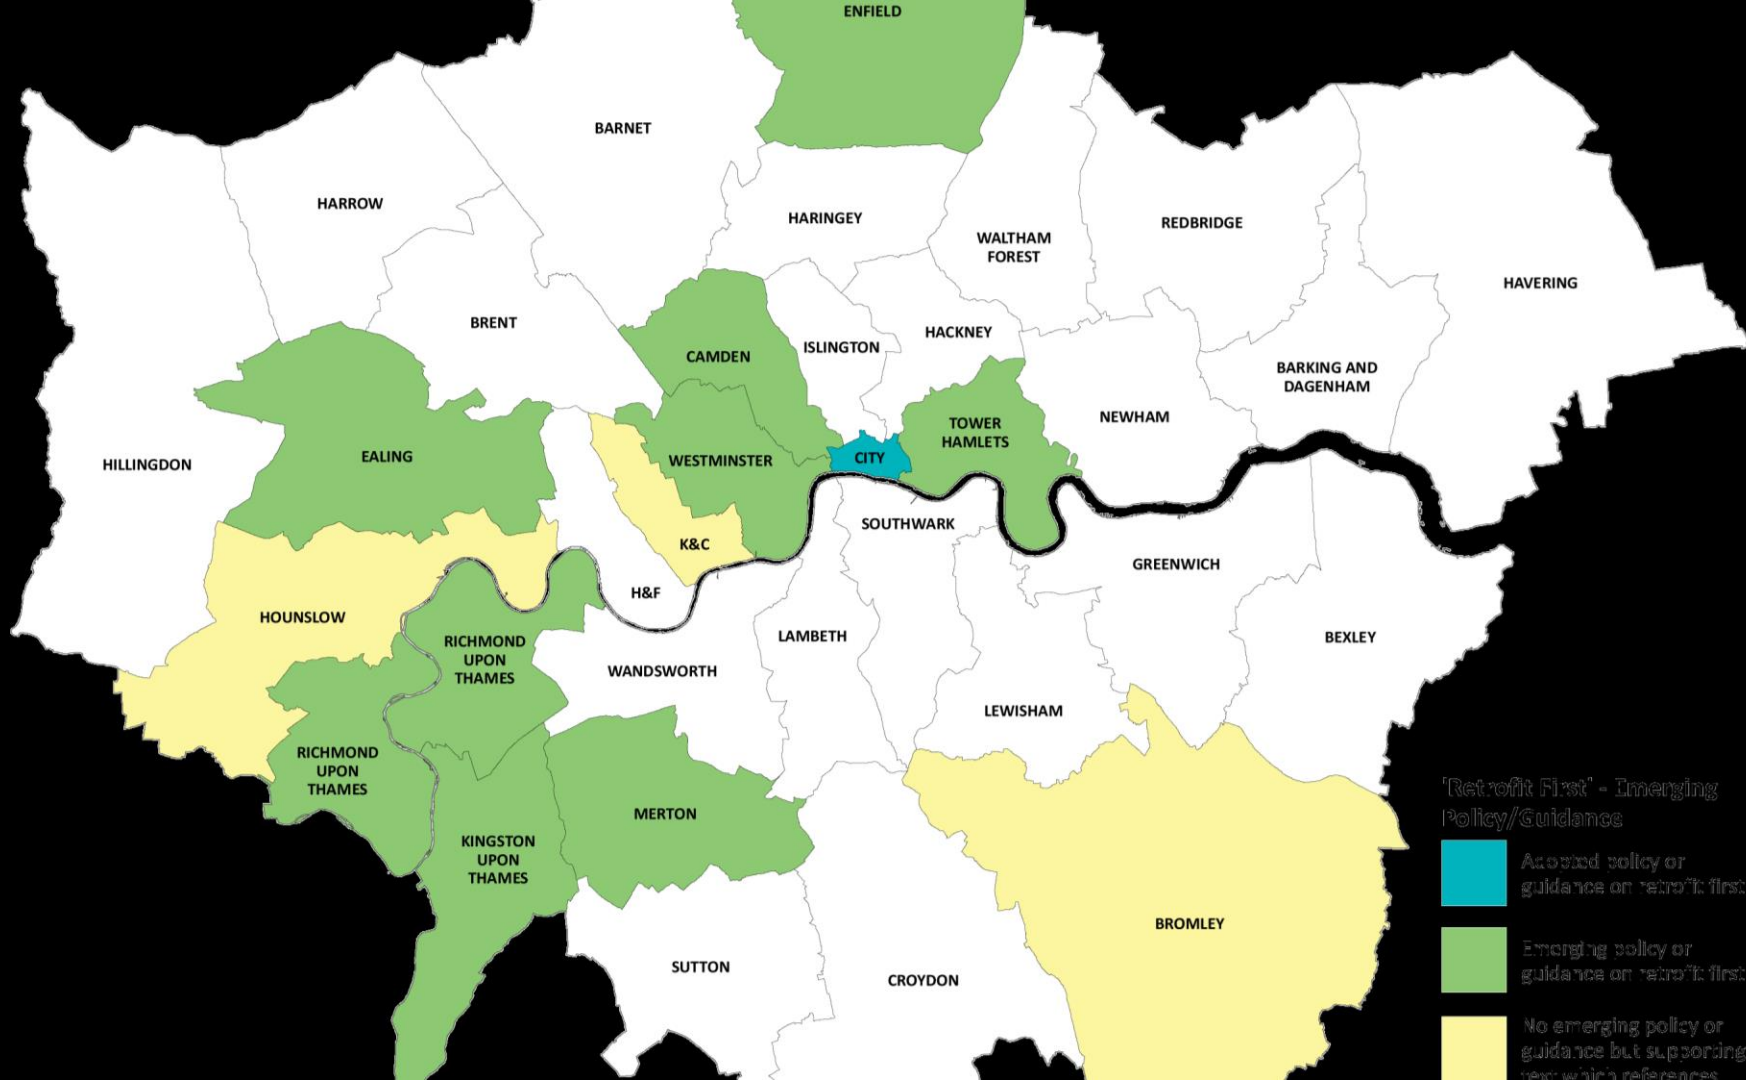 ENFIELD
BARNET
HARROW
HARINGEY
WALTHAM
FOREST
REDBRIDGE
HAVERING
BRENT
CAMDEN
ISLINGTON
HACKNEY
BARKING AND
DAGENHAM
NEWHAM
TOWER
HAMLETS
HILLINGDON
EALING
WESTMINSTER
CITY
SOUTHWARK
K&C
GREENWICH
H&F
HOUNSLOW
RICHMOND
UPON
THAMES
LAMBETH
BEXLEY
WANDSWORTH
LEWISHAM
RICHMOND
UPON
THAMES
MERTON
KINGSTON
UPON
THAMES
BROMLEY
SUTTON
CROYDON
'Retrofit First' - Emerging
Policy/Guidance
Adopted policy or
guidance on retrofit first
Emerging policy or
guidance on retrofit first
No emerging policy or
guidance but supporting
text which references